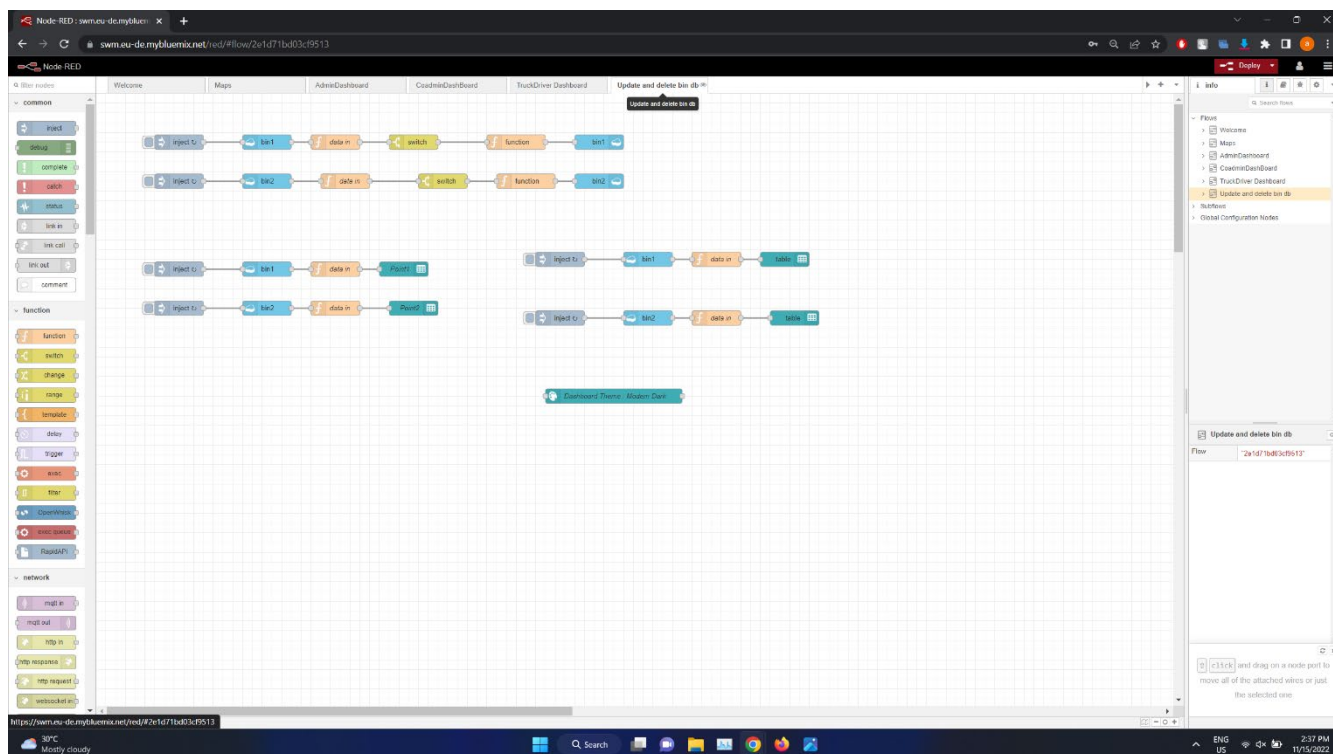 Node-RED : swm.eu-de.mybluem
swm.eu-de.mybluemix.net/red/#flow/2e1d71bd03cf9513
Node-RED
Deploy
filter nodes
Welcome
Maps
AdminDashboard
CoadminDashBoard
TruckDriver Dashboard
Update and delete bin db
Update and delete bin db
info
Search flows
common
inject
debug
complete
catch
status
link in
link call
link out
comment
function
function
switch
change
range
template
delay
trigger
exec
filter
OpenWhisk
exec queue
RapidAPI
network
mqtt in
mqtt out
http in
http response
http request
websocket in
inject ↻
bin1
data in
switch
function
bin1
inject ↻
bin2
data in
switch
function
bin2
inject ↻
bin1
data in
Point1
inject ↻
bin2
data in
Point2
inject ↻
bin1
data in
table
inject ↻
bin2
data in
table
Dashboard Theme : Modern Dark
Flows
Welcome
Maps
AdminDashboard
CoadminDashBoard
TruckDriver Dashboard
Update and delete bin db
Subflows
Global Configuration Nodes
Update and delete bin db
Flow
"2e1d71bd03cf9513"
click and drag on a node port to
move all of the attached wires or just
the selected one
https://swm.eu-de.mybluemix.net/red/#2e1d71bd03cf9513
30°C
Mostly cloudy
Search
ENG
US
2:37 PM
11/15/2022